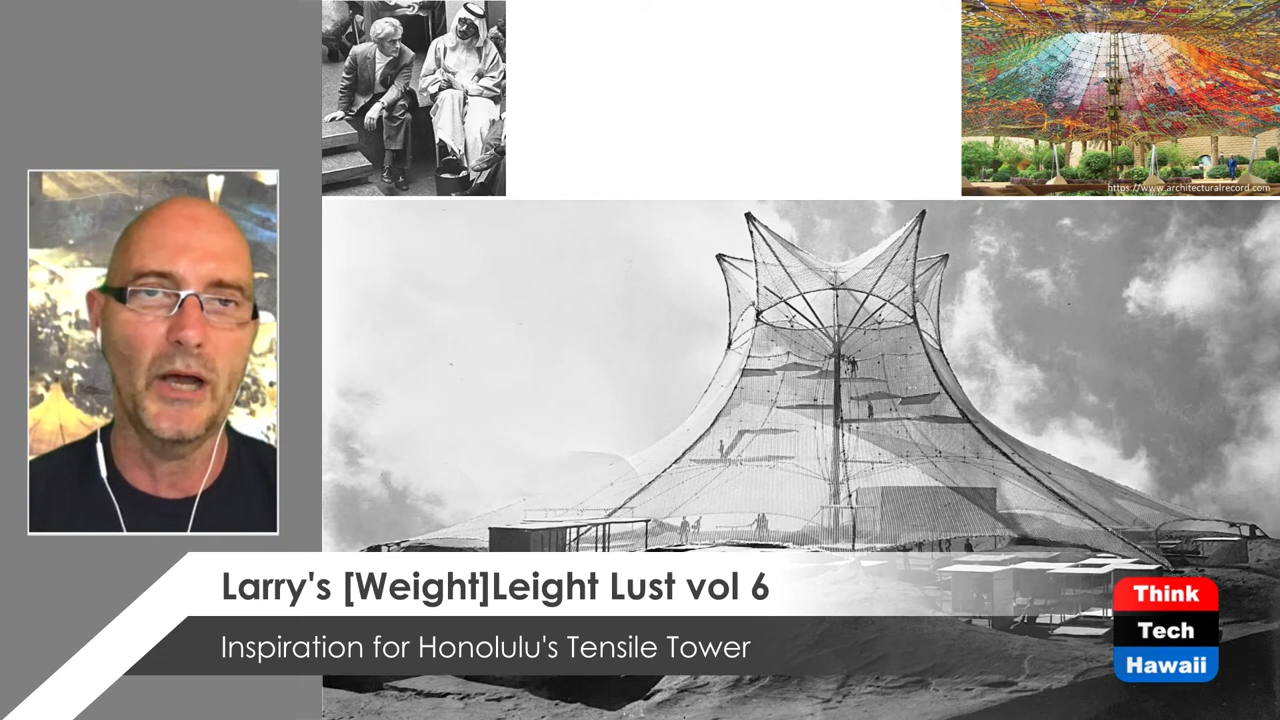 https://www.architecturalrecord.com
Larry's [Weight]Leight Lust vol 6
Inspiration for Honolulu's Tensile Tower
Think
Tech
Hawaii